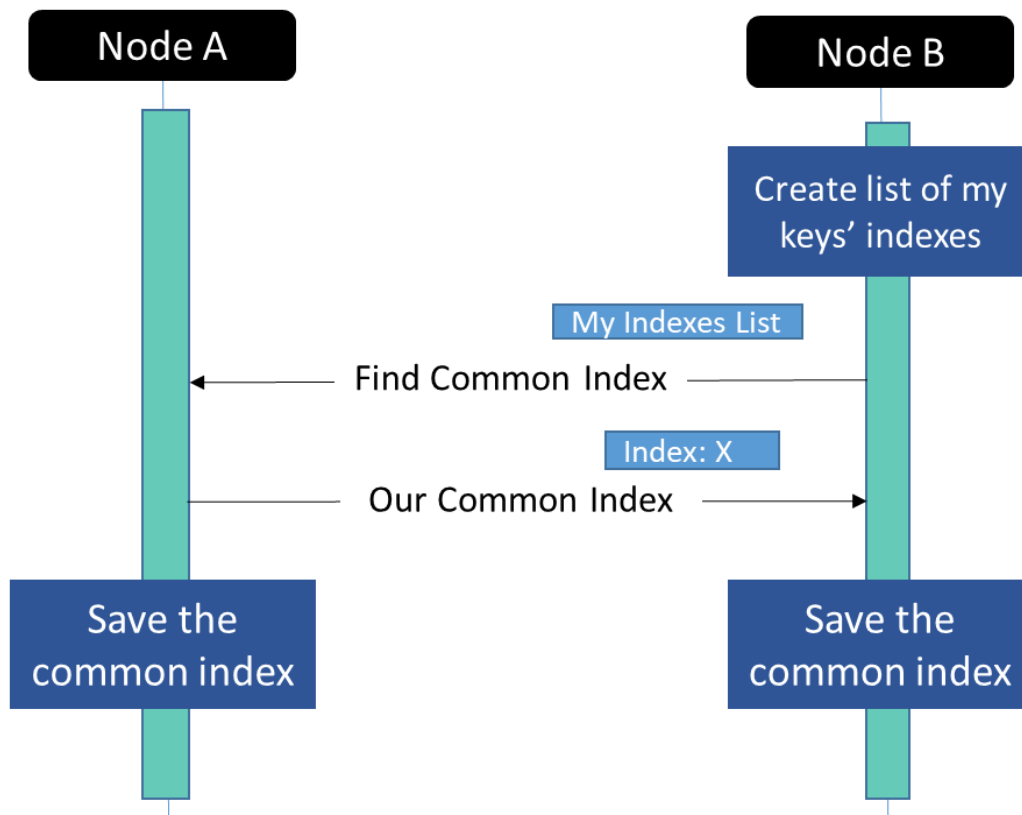 Node A
Node B
Create list of my
keys’ indexes
My Indexes List
Find Common Index
Index: X
Our Common Index
Save the
common index
Save the
common index